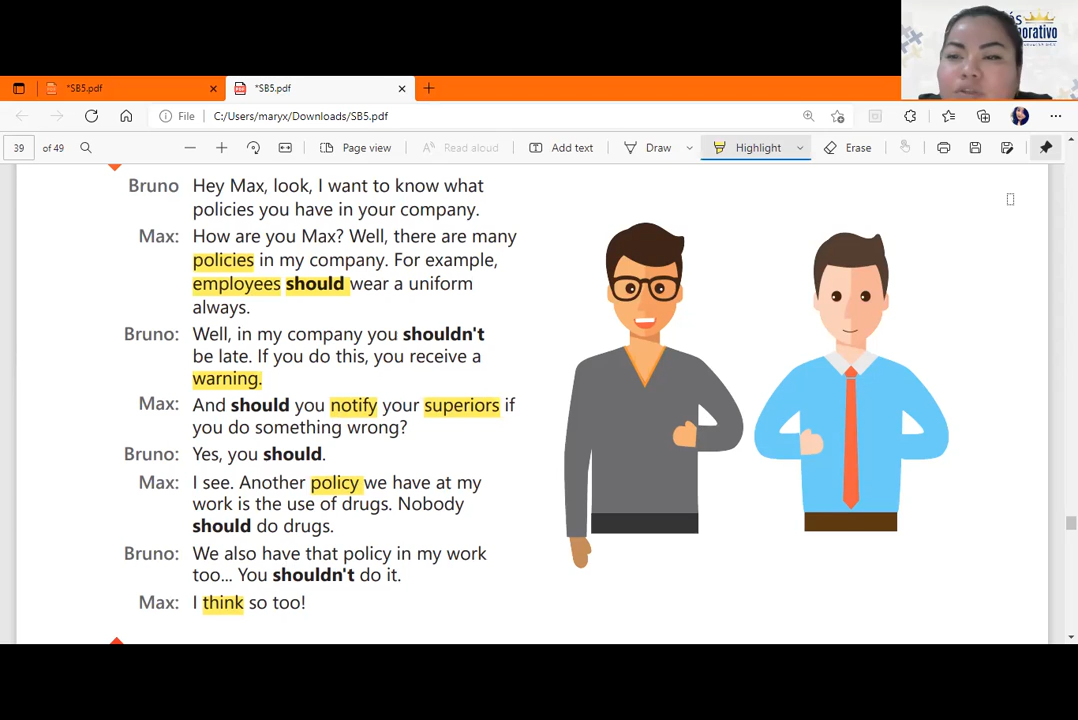 ós
orativo
*SB5.pdf
*SB5.pdf
File C:/Users/maryx/Downloads/SB5.pdf
39 of 49 Page view Read aloud Add text Draw Highlight Erase
Bruno Hey Max, look, I want to know what
policies you have in your company.
Max: How are you Max? Well, there are many
policies in my company. For example,
employees should wear a uniform
always.
Bruno: Well, in my company you shouldn't
be late. If you do this, you receive a
warning.
Max: And should you notify your superiors if
you do something wrong?
Bruno: Yes, you should.
Max: I see. Another policy we have at my
work is the use of drugs. Nobody
should do drugs.
Bruno: We also have that policy in my work
too... You shouldn't do it.
Max: I think so too!